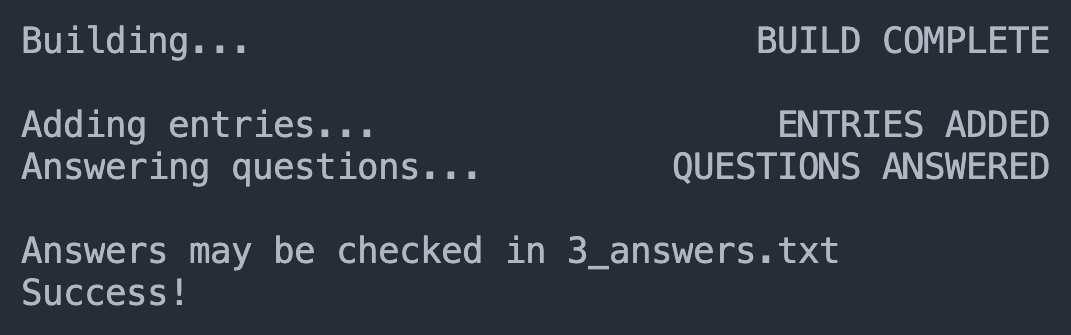 Building... BUILD COMPLETE
Adding entries... ENTRIES ADDED
Answering questions... QUESTIONS ANSWERED
Answers may be checked in 3_answers.txt
Success!